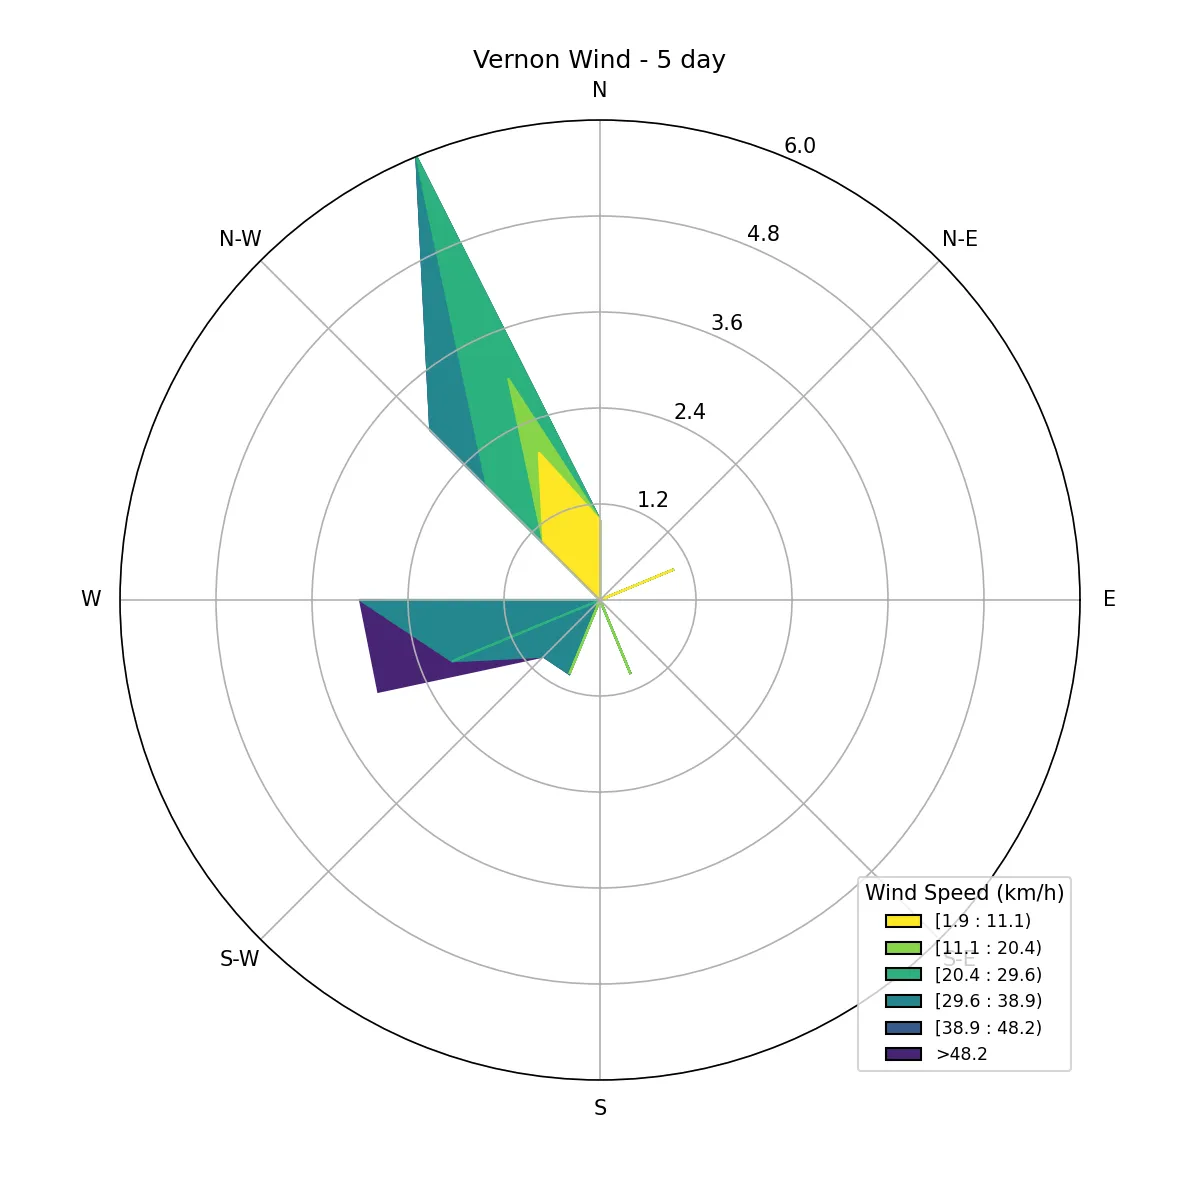 Vernon Wind - 5 day
N
6.0
4.8
N-W
N-E
3.6
2.4
1.2
W
E
S-W
S-E
Wind Speed (km/h)
[1.9 : 11.1)
[11.1 : 20.4)
[20.4 : 29.6)
[29.6 : 38.9)
[38.9 : 48.2)
>48.2
S